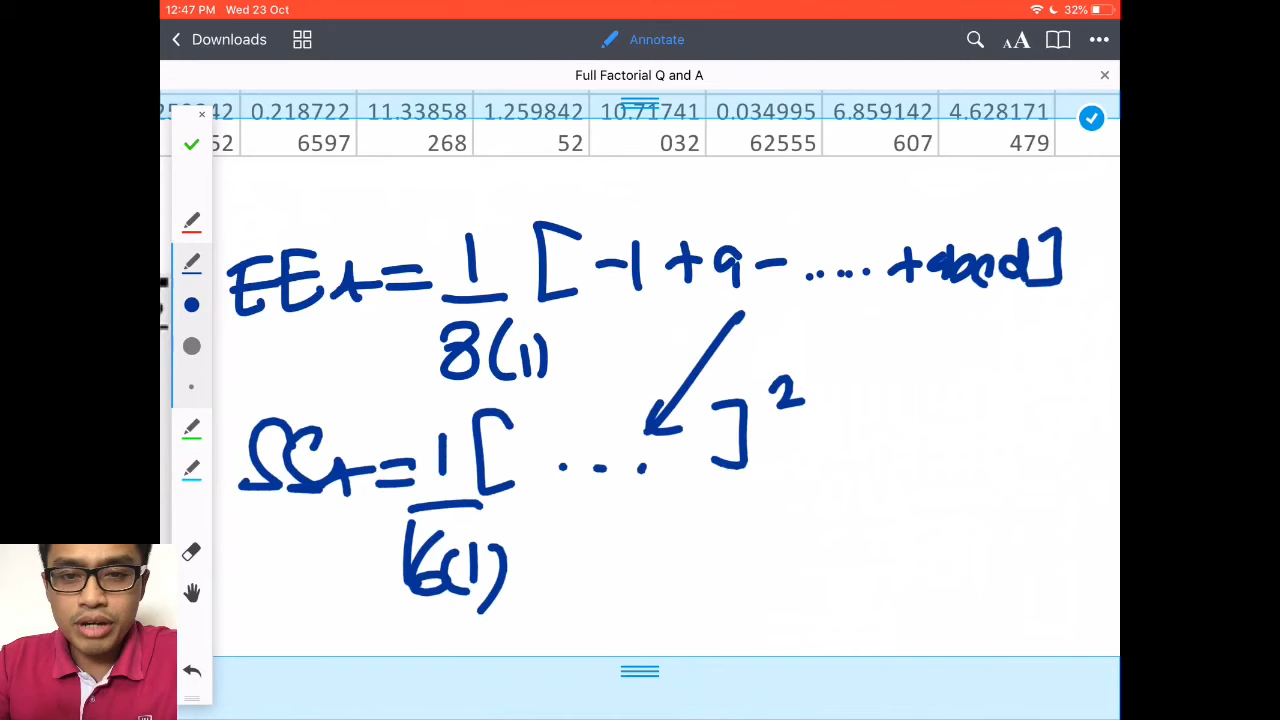 12:47 PM Wed 23 Oct 32%
Downloads Annotate AA
Full Factorial Q and A
0.218722 11.33858 1.259842 10.71741 0.034995 6.859142 4.628171
52 6597 268 52 032 62555 607 479
EEA = 1/8(1) [ -1 + a - ..... + abcd ]
SSA = 1/16(1) [ ... ]²